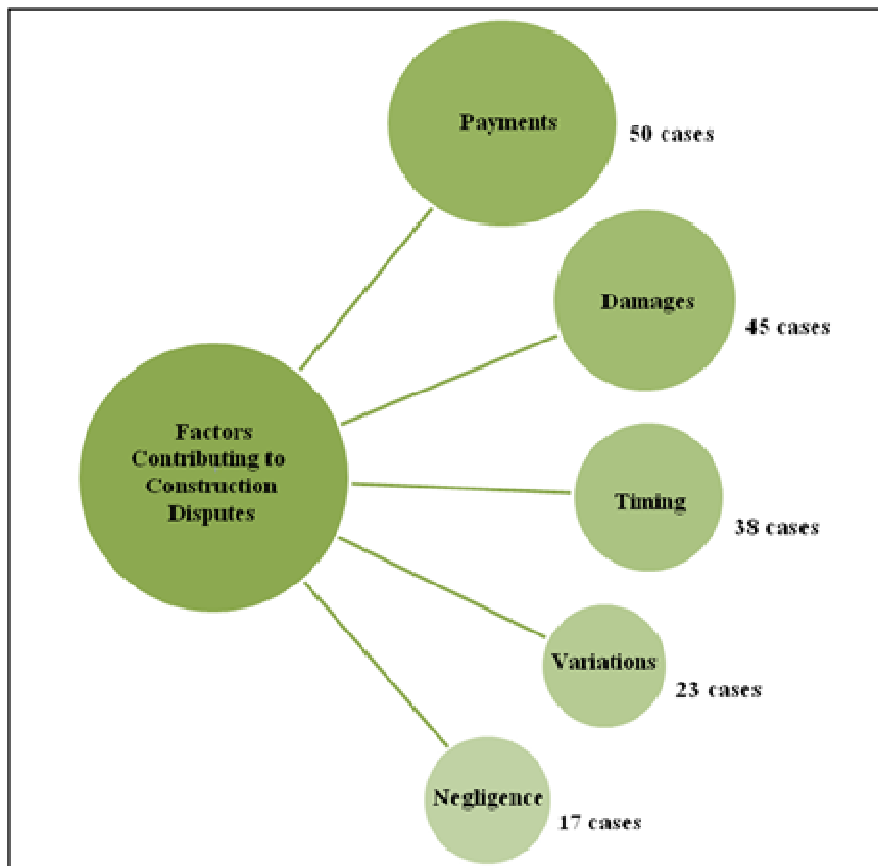 Payments
50 cases
Damages
45 cases
Factors
Contributing to
Construction
Disputes
Timing
38 cases
Variations
23 cases
Negligence
17 cases